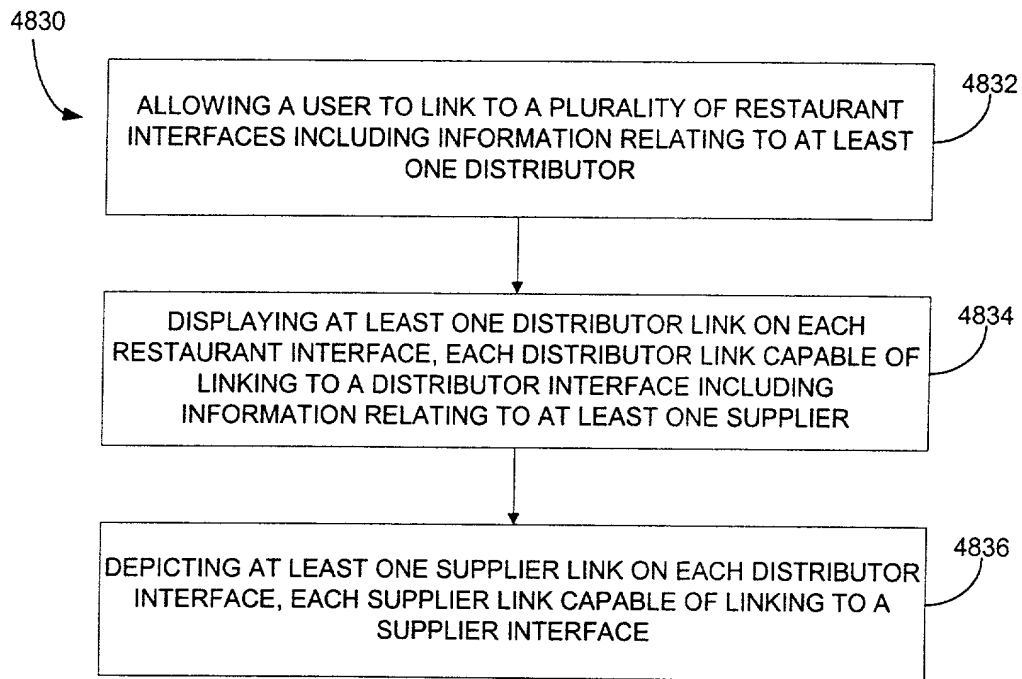 4830
4832
ALLOWING A USER TO LINK TO A PLURALITY OF RESTAURANT
INTERFACES INCLUDING INFORMATION RELATING TO AT LEAST
ONE DISTRIBUTOR
4834
DISPLAYING AT LEAST ONE DISTRIBUTOR LINK ON EACH
RESTAURANT INTERFACE, EACH DISTRIBUTOR LINK CAPABLE OF
LINKING TO A DISTRIBUTOR INTERFACE INCLUDING
INFORMATION RELATING TO AT LEAST ONE SUPPLIER
4836
DEPICTING AT LEAST ONE SUPPLIER LINK ON EACH DISTRIBUTOR
INTERFACE, EACH SUPPLIER LINK CAPABLE OF LINKING TO A
SUPPLIER INTERFACE